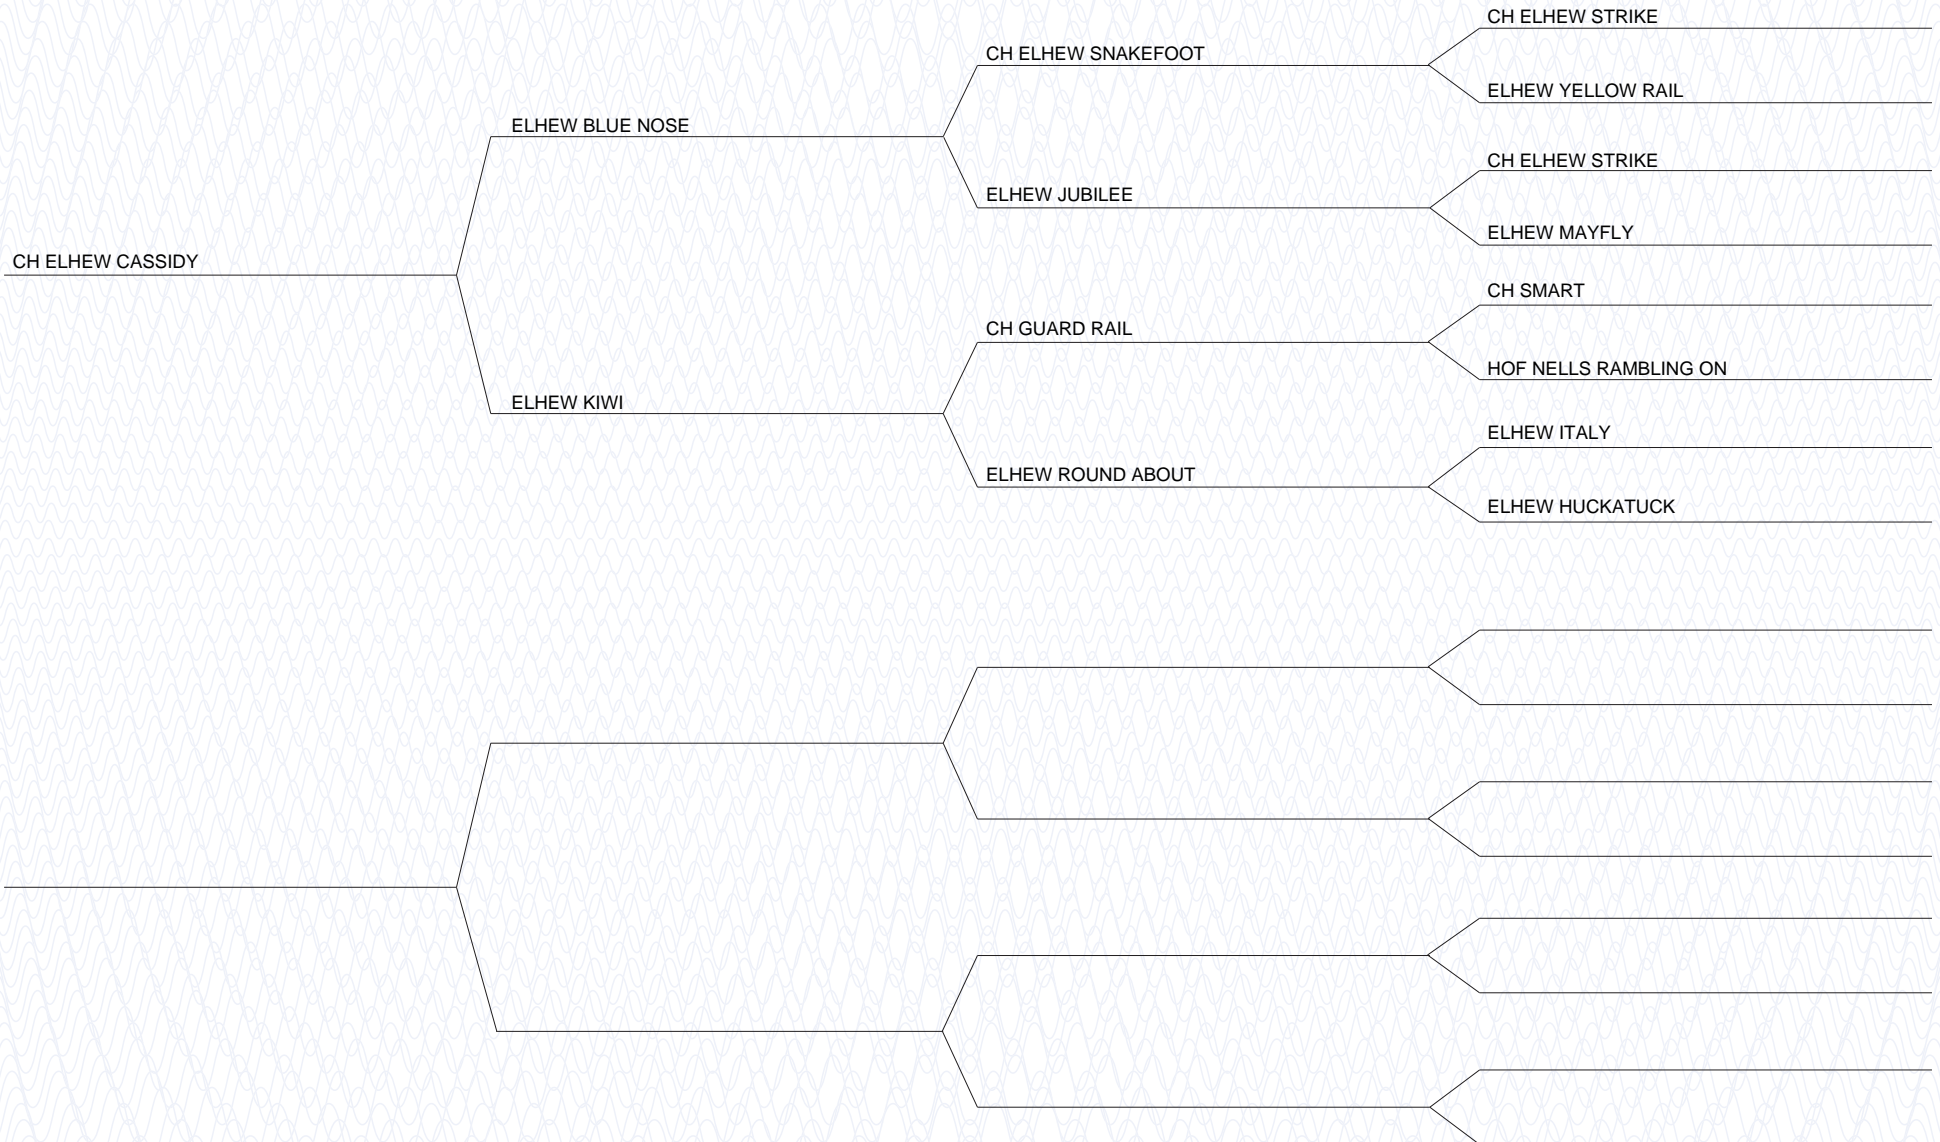 CH ELHEW STRIKE
CH ELHEW SNAKEFOOT
ELHEW YELLOW RAIL
ELHEW BLUE NOSE
CH ELHEW STRIKE
ELHEW JUBILEE
ELHEW MAYFLY
CH ELHEW CASSIDY
CH SMART
CH GUARD RAIL
HOF NELLS RAMBLING ON
ELHEW KIWI
ELHEW ITALY
ELHEW ROUND ABOUT
ELHEW HUCKATUCK